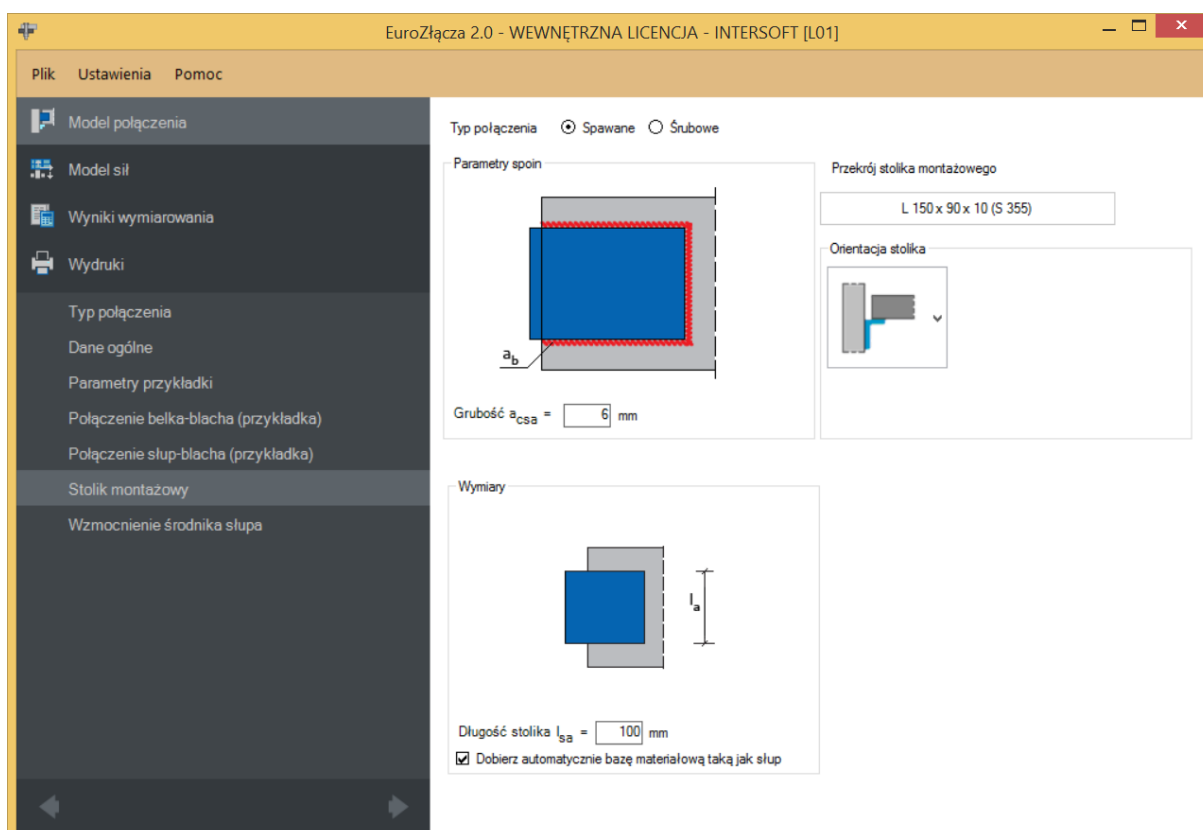 EuroZłącza 2.0 - WEWNĘTRZNA LICENCJA - INTERSOFT [L01]
Plik Ustawienia Pomoc
Model połączenia
Model sił
Wyniki wymiarowania
Wydruki
Typ połączenia
Dane ogólne
Parametry przykładki
Połączenie belka-blacha (przykładka)
Połączenie słup-blacha (przykładka)
Stolik montażowy
Wzmocnienie środnika słupa
Typ połączenia Spawane Śrubowe
Parametry spoin
ab
Grubość acsa = 6 mm
Przekrój stolika montażowego
L 150 x 90 x 10 (S 355)
Orientacja stolika
Wymiary
la
Długość stolika lsa = 100 mm
Dobierz automatycznie bazę materiałową taką jak słup